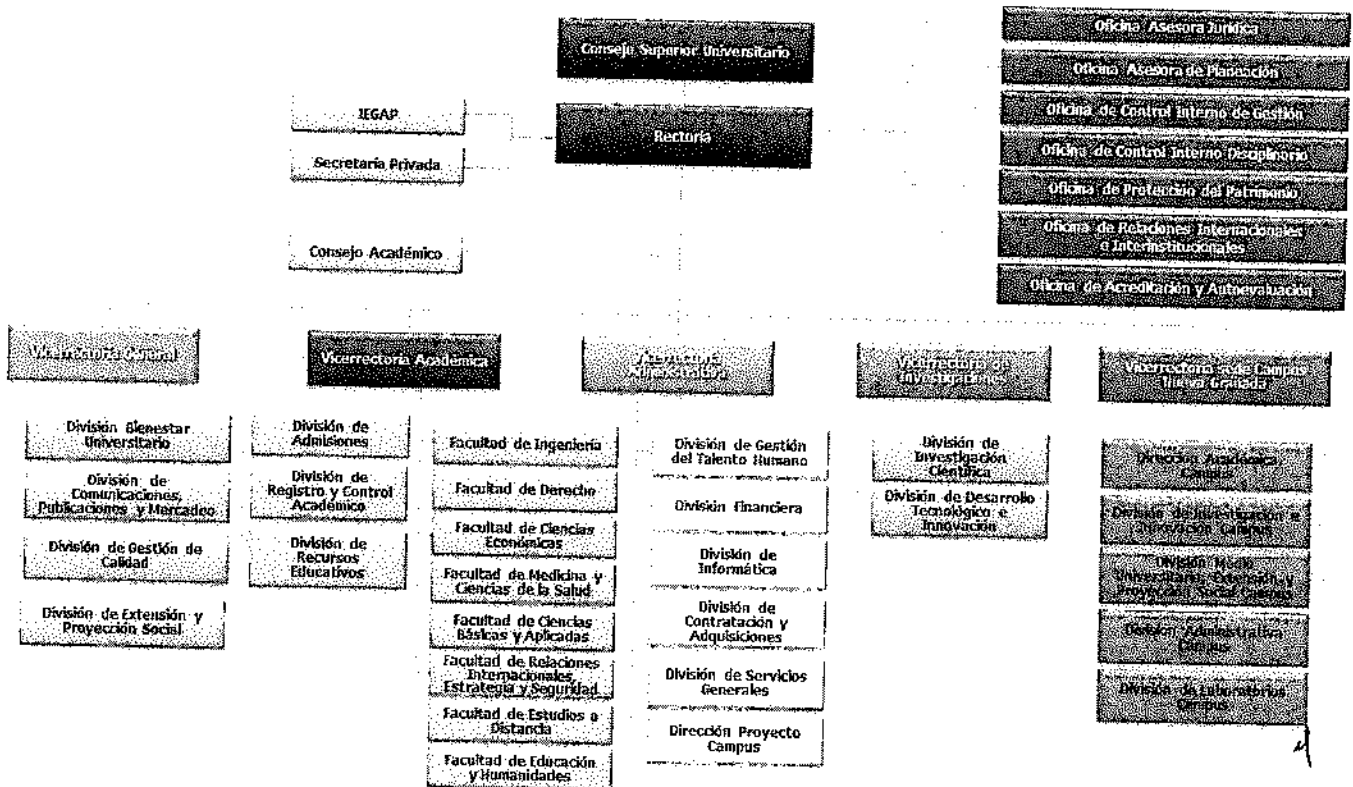 Consejo Superior Universitario
Rectoría
IEGAP
Secretaría Privada
Consejo Académico
Oficina Asesora Jurídica
Oficina Asesora de Planeación
Oficina de Control Interno de Gestión
Oficina de Control Interno Disciplinario
Oficina de Protección del Patrimonio
Oficina de Relaciones Internacionales
e Interinstitucionales
Oficina de Acreditación y Autoevaluación
Vicerrectoría General
División Bienestar
Universitario
División de
Comunicaciones,
Publicaciones y Mercadeo
División de Gestión de
Calidad
División de Extensión y
Proyección Social
Vicerrectoría Académica
División de
Admisiones
División de
Registro y Control
Académico
División de
Recursos
Educativos
Facultad de Ingeniería
Facultad de Derecho
Facultad de Ciencias
Económicas
Facultad de Medicina y
Ciencias de la Salud
Facultad de Ciencias
Básicas y Aplicadas
Facultad de Relaciones
Internacionales,
Estrategia y Seguridad
Facultad de Estudios a
Distancia
Facultad de Educación
y Humanidades
Vicerrectoría
Administrativa
División de Gestión
del Talento Humano
División Financiera
División de
Informática
División de
Contratación y
Adquisiciones
División de Servicios
Generales
Dirección Proyecto
Campus
Vicerrectoría de
Investigaciones
División de
Investigación
Científica
División de Desarrollo
Tecnológico e
Innovación
Vicerrectoría sede Campus
Nueva Granada
Dirección Académica
Campus
División de Investigación e
Innovación Campus
División Medio
Universitario, Extensión y
Proyección Social Campus
División Administrativa
Campus
División de Laboratorios
Campus